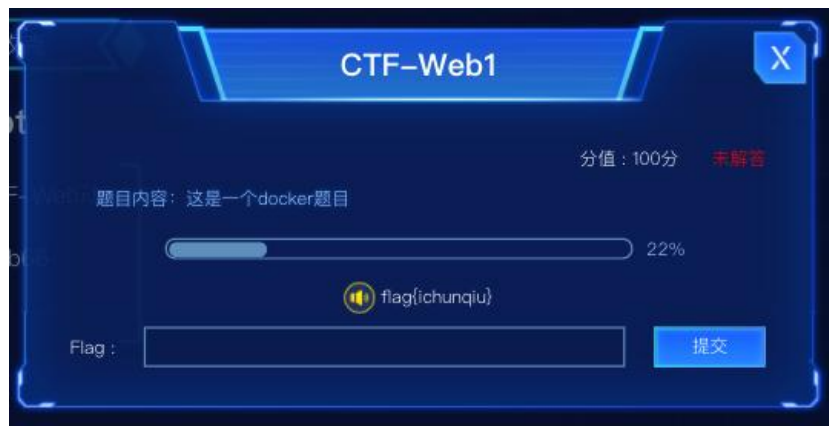 CTF-Web1
X
分值：100分 未解答
题目内容：这是一个docker题目
22%
flag{ichunqiu}
Flag：
提交